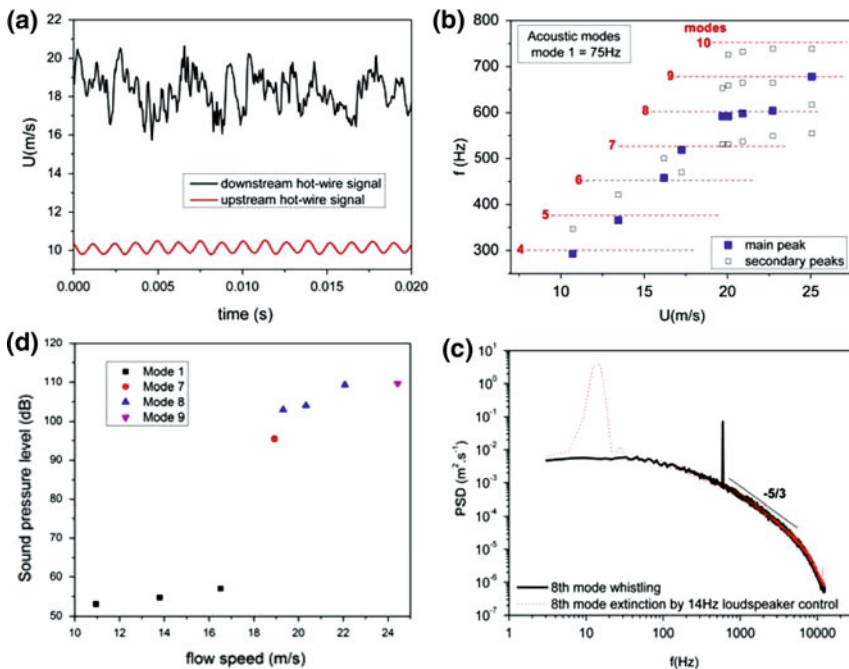 (a)
22
20
18
16
14
12
10
8
U(m/s)
downstream hot-wire signal
upstream hot-wire signal
0.000
0.005
0.010
0.015
0.020
time (s)
(b)
800
700
600
500
400
300
f (Hz)
Acoustic modes
mode 1 = 75Hz
modes
10
9
8
7
6
5
4
main peak
secondary peaks
10
15
20
25
U(m/s)
(d)
120
110
100
90
80
70
60
50
Sound pressure level (dB)
Mode 1
Mode 7
Mode 8
Mode 9
10
12
14
16
18
20
22
24
26
flow speed (m/s)
(c)
10^1
10^0
10^-1
10^-2
10^-3
10^-4
10^-5
10^-6
10^-7
PSD (m².s⁻¹)
-5/3
8th mode whistling
8th mode extinction by 14Hz loudspeaker control
1
10
100
1000
10000
f(Hz)